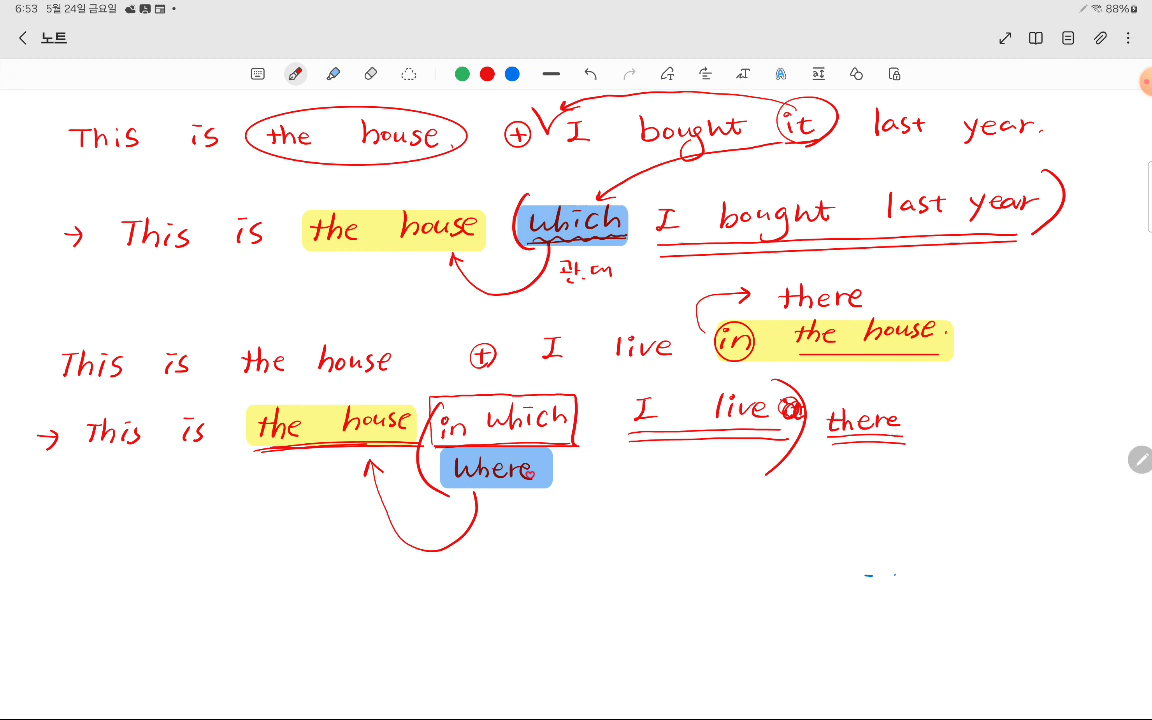 6:53 5월 24일 금요일 88%
노트
This is the house. + I bought it last year.
→ This is the house (which I bought last year)
관.대
there
This is the house + I live in the house.
→ This is the house (in which I live) there
where